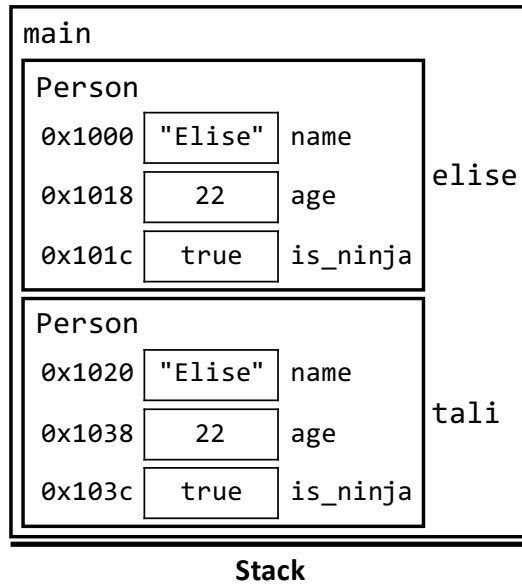 main
Person
0x1000 "Elise" name
0x1018 22 age
0x101c true is_ninja
elise
Person
0x1020 "Elise" name
0x1038 22 age
0x103c true is_ninja
tali
Stack